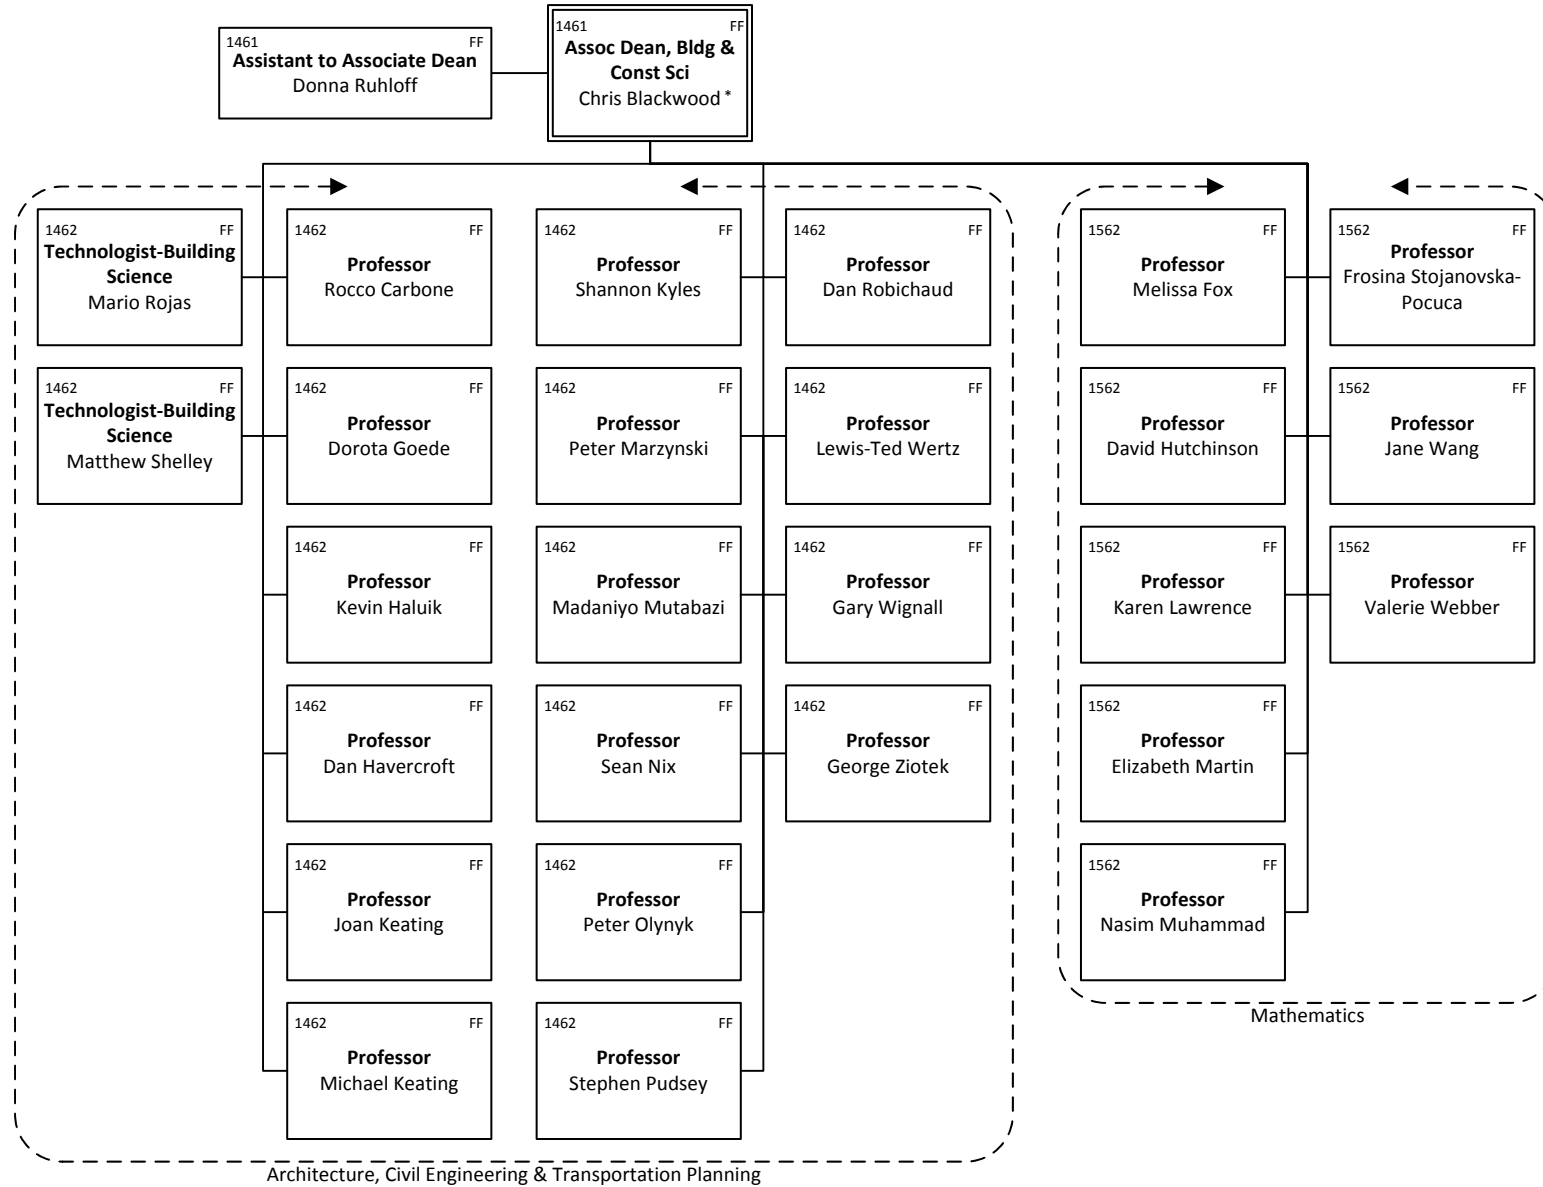 1461 FF
Assistant to Associate Dean
Donna Ruhloff
1461 FF
Assoc Dean, Bldg &
Const Sci
Chris Blackwood *
1462 FF
Technologist-Building
Science
Mario Rojas
1462 FF
Professor
Rocco Carbone
1462 FF
Professor
Shannon Kyles
1462 FF
Professor
Dan Robichaud
1562 FF
Professor
Melissa Fox
1562 FF
Professor
Frosina Stojanovska-
Pocuca
1462 FF
Technologist-Building
Science
Matthew Shelley
1462 FF
Professor
Dorota Goede
1462 FF
Professor
Peter Marzynski
1462 FF
Professor
Lewis-Ted Wertz
1562 FF
Professor
David Hutchinson
1562 FF
Professor
Jane Wang
1462 FF
Professor
Kevin Haluik
1462 FF
Professor
Madaniyo Mutabazi
1462 FF
Professor
Gary Wignall
1562 FF
Professor
Karen Lawrence
1562 FF
Professor
Valerie Webber
1462 FF
Professor
Dan Havercroft
1462 FF
Professor
Sean Nix
1462 FF
Professor
George Ziotek
1562 FF
Professor
Elizabeth Martin
1462 FF
Professor
Joan Keating
1462 FF
Professor
Peter Olynyk
1562 FF
Professor
Nasim Muhammad
1462 FF
Professor
Michael Keating
1462 FF
Professor
Stephen Pudsey
Mathematics
Architecture, Civil Engineering & Transportation Planning